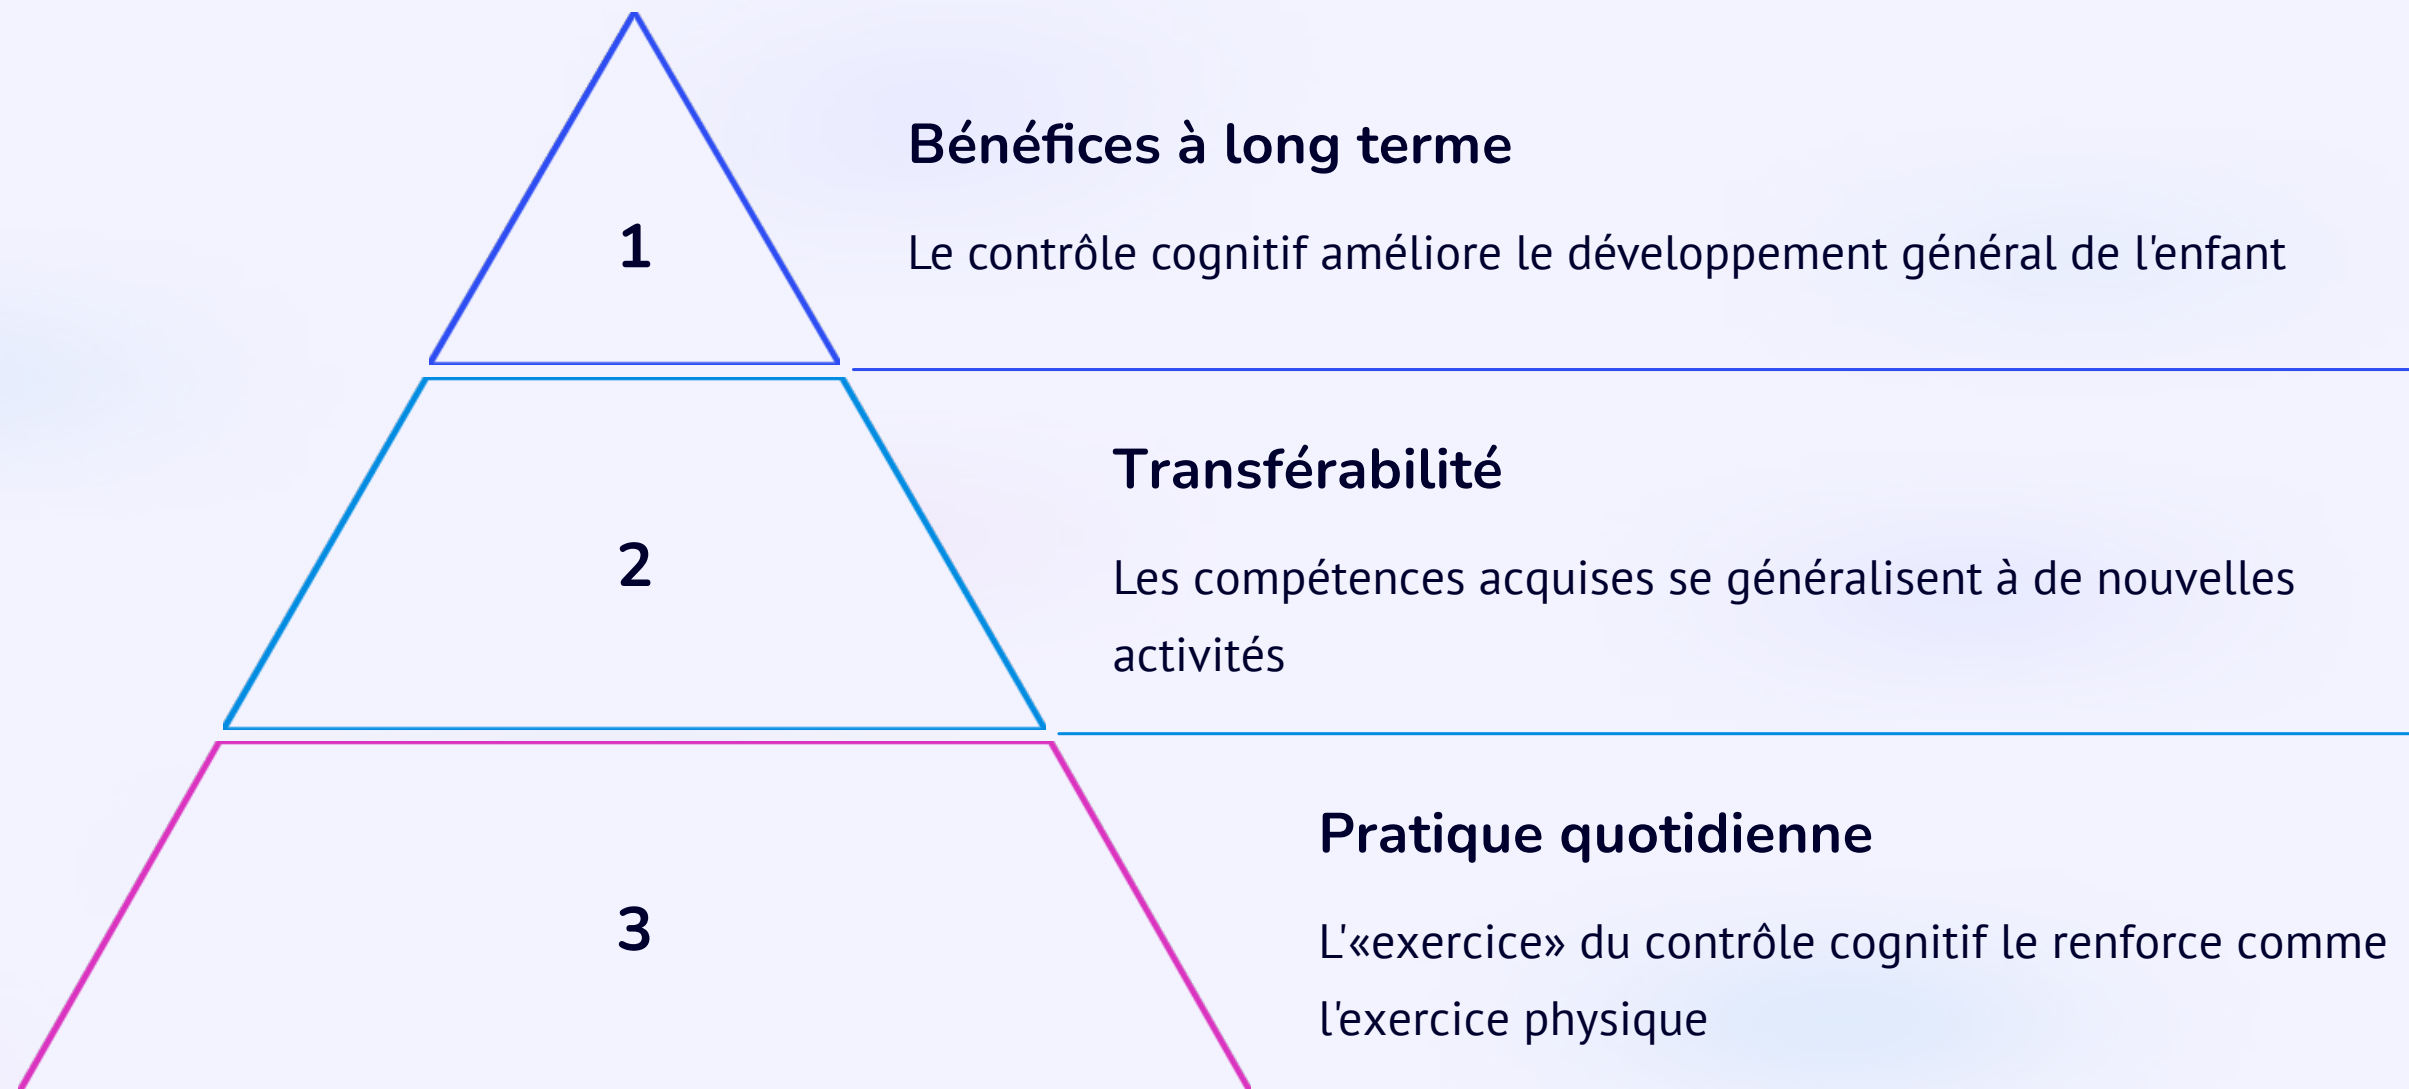 1
Bénéfices à long terme
Le contrôle cognitif améliore le développement général de l'enfant
2
Transférabilité
Les compétences acquises se généralisent à de nouvelles
activités
3
Pratique quotidienne
L'«exercice» du contrôle cognitif le renforce comme
l'exercice physique